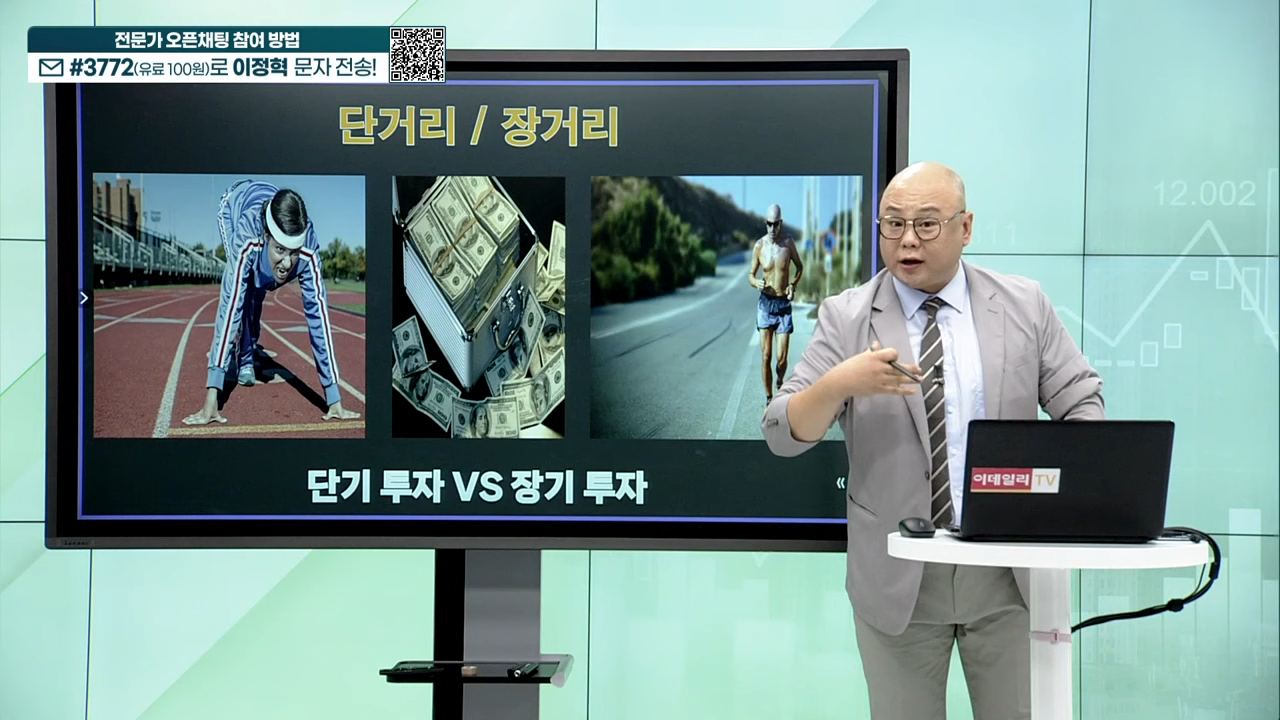 전문가 오픈채팅 참여 방법
#3772(유료 100원)로 이정혁 문자 전송!
단거리 / 장거리
12.002
단기 투자 VS 장기 투자
«
이데일리 TV